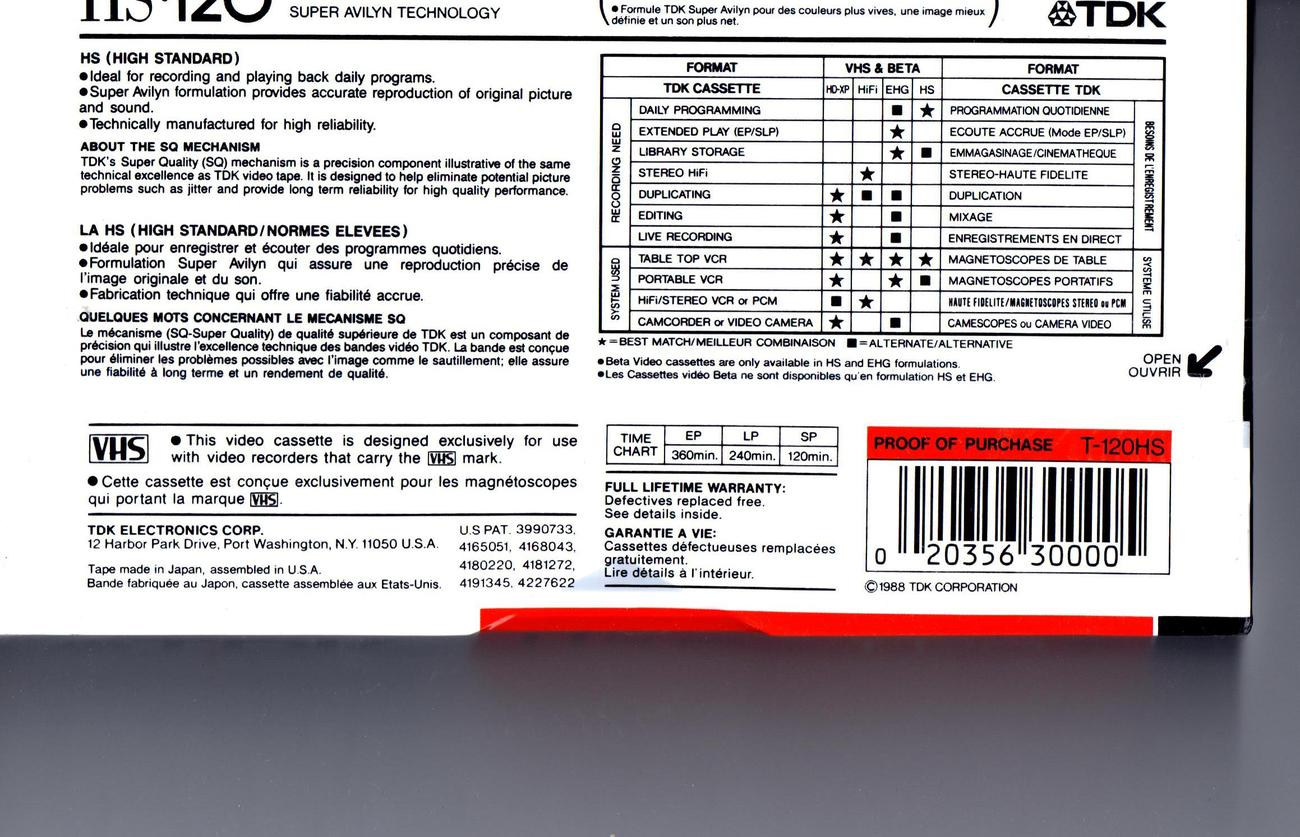 HS•120
SUPER AVILYN TECHNOLOGY
● Formule TDK Super Avilyn pour des couleurs plus vives, une image mieux
définie et un son plus net.
TDK
HS (HIGH STANDARD)
●Ideal for recording and playing back daily programs.
●Super Avilyn formulation provides accurate reproduction of original picture
and sound.
●Technically manufactured for high reliability.
ABOUT THE SQ MECHANISM
TDK's Super Quality (SQ) mechanism is a precision component illustrative of the same
technical excellence as TDK video tape. It is designed to help eliminate potential picture
problems such as jitter and provide long term reliability for high quality performance.
LA HS (HIGH STANDARD/NORMES ELEVEES)
●Idéale pour enregistrer et écouter des programmes quotidiens.
●Formulation Super Avilyn qui assure une reproduction précise de
l'image originale et du son.
●Fabrication technique qui offre une fiabilité accrue.
QUELQUES MOTS CONCERNANT LE MECANISME SQ
Le mécanisme (SQ-Super Quality) de qualité supérieure de TDK est un composant de
précision qui illustre l'excellence technique des bandes vidéo TDK. La bande est conçue
pour éliminer les problèmes possibles avec l'image comme le sautillement; elle assure
une fiabilité à long terme et un rendement de qualité.
FORMAT VHS & BETA FORMAT
TDK CASSETTE HD-XP HiFi EHG HS CASSETTE TDK
RECORDING NEED
DAILY PROGRAMMING ■ ★ PROGRAMMATION QUOTIDIENNE
EXTENDED PLAY (EP/SLP) ★ ECOUTE ACCRUE (Mode EP/SLP)
LIBRARY STORAGE ★ ■ EMMAGASINAGE/CINEMATHEQUE
STEREO HiFi ★ STEREO-HAUTE FIDELITE
DUPLICATING ★ ■ ■ DUPLICATION
EDITING ★ ■ MIXAGE
LIVE RECORDING ★ ■ ENREGISTREMENTS EN DIRECT
BESOINS DE L'ENREGISTREMENT
SYSTEM USED
TABLE TOP VCR ★ ★ ★ ★ MAGNETOSCOPES DE TABLE
PORTABLE VCR ★ ★ ■ MAGNETOSCOPES PORTATIFS
HiFi/STEREO VCR or PCM ■ ★ HAUTE FIDELITE/MAGNETOSCOPES STEREO ou PCM
CAMCORDER or VIDEO CAMERA ★ ■ CAMESCOPES ou CAMERA VIDEO
SYSTEME UTILISE
★=BEST MATCH/MEILLEUR COMBINAISON ■=ALTERNATE/ALTERNATIVE
●Beta Video cassettes are only available in HS and EHG formulations.
●Les Cassettes vidéo Beta ne sont disponibles qu'en formulation HS et EHG.
OPEN
OUVRIR
VHS ● This video cassette is designed exclusively for use
with video recorders that carry the VHS mark.
● Cette cassette est conçue exclusivement pour les magnétoscopes
qui portant la marque VHS.
TDK ELECTRONICS CORP.
12 Harbor Park Drive, Port Washington, N.Y. 11050 U.S.A.
Tape made in Japan, assembled in U.S.A.
Bande fabriquée au Japon, cassette assemblée aux Etats-Unis.
U.S PAT. 3990733,
4165051, 4168043,
4180220, 4181272,
4191345, 4227622
TIME CHART EP LP SP
360min. 240min. 120min.
FULL LIFETIME WARRANTY:
Defectives replaced free.
See details inside.
GARANTIE A VIE:
Cassettes défectueuses remplacées
gratuitement.
Lire détails à l'intérieur.
PROOF OF PURCHASE T-120HS
0 20356 30000
©1988 TDK CORPORATION